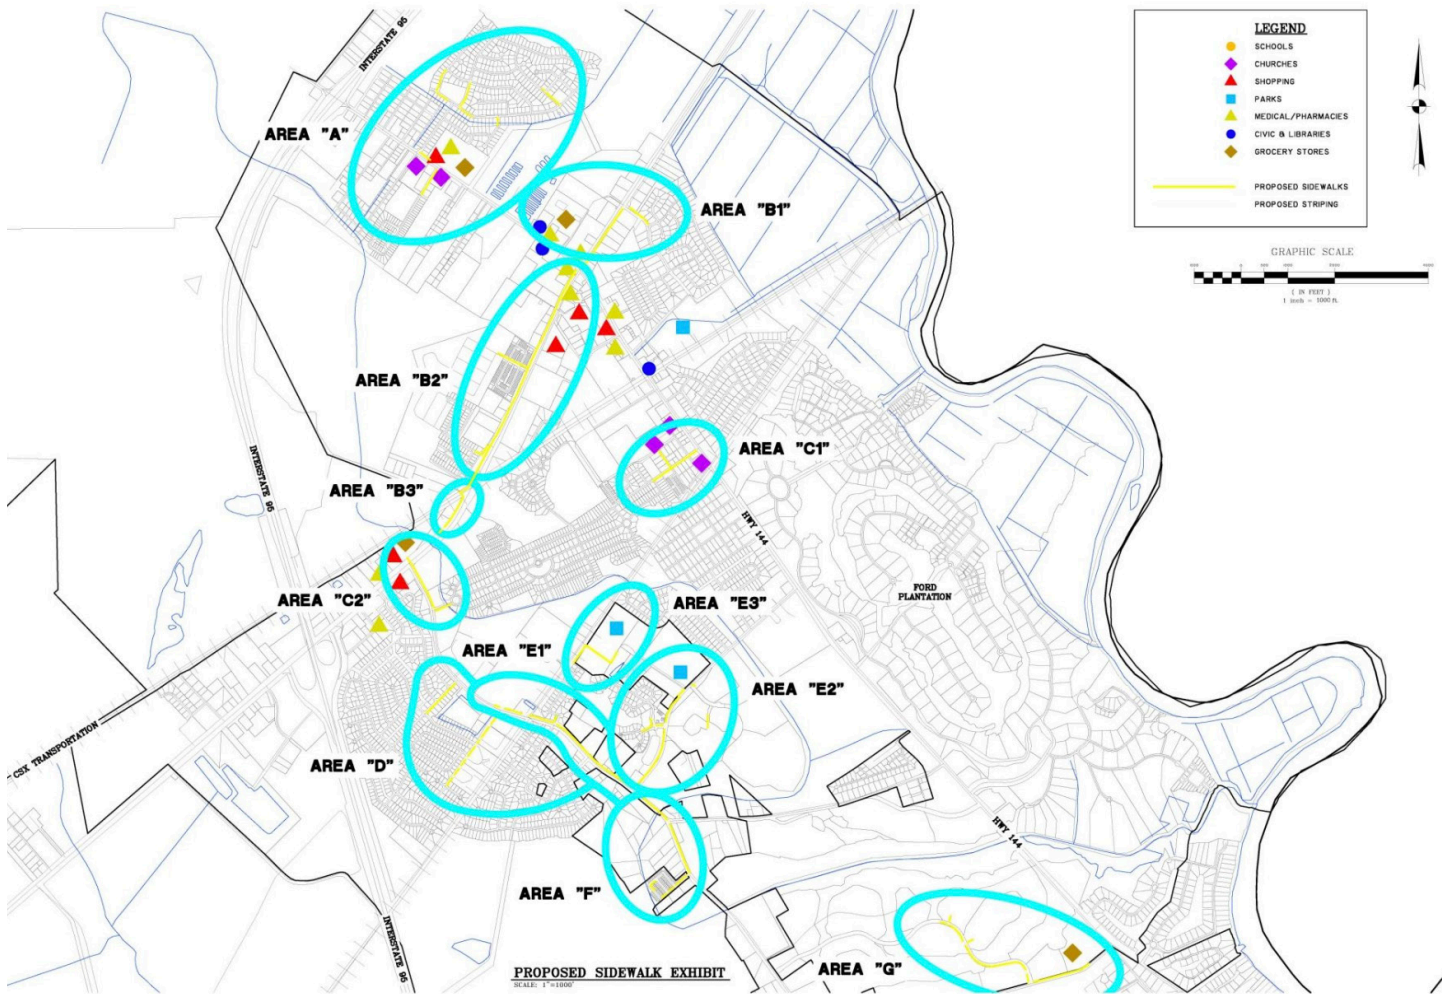 INTERSTATE 95
LEGEND
SCHOOLS
CHURCHES
SHOPPING
PARKS
MEDICAL/PHARMACIES
CIVIC & LIBRARIES
GROCERY STORES
PROPOSED SIDEWALKS
PROPOSED STRIPING
GRAPHIC SCALE
( IN FEET )
1 inch = 1000 ft.
AREA "A"
AREA "B1"
AREA "B2"
AREA "C1"
INTERSTATE 95
AREA "B3"
HWY 144
FORD
PLANTATION
AREA "C2"
AREA "E3"
AREA "E1"
AREA "E2"
CSX TRANSPORTATION
AREA "D"
HWY 144
AREA "F"
INTERSTATE 95
AREA "G"
PROPOSED SIDEWALK EXHIBIT
SCALE: 1"=1000'